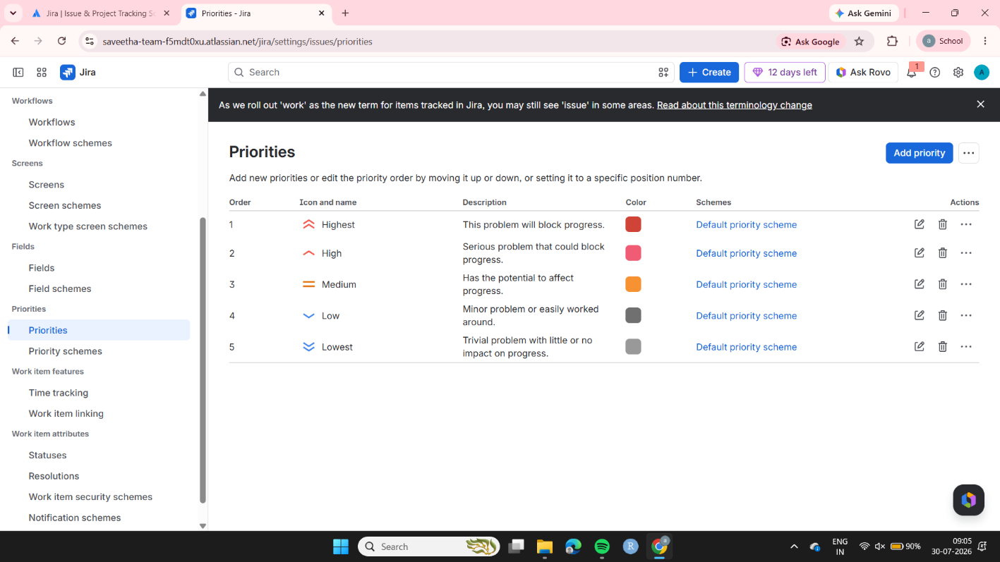 Jira | Issue & Project Tracking So
Priorities - Jira
Ask Gemini
saveetha-team-f5mdt0xu.atlassian.net/jira/settings/issues/priorities
Ask Google
a
School
Jira
Search
Create
12 days left
Ask Rovo
1
A
Workflows
Workflows
Workflow schemes
Screens
Screens
Screen schemes
Work type screen schemes
Fields
Fields
Field schemes
Priorities
Priorities
Priority schemes
Work item features
Time tracking
Work item linking
Work item attributes
Statuses
Resolutions
Work item security schemes
Notification schemes
As we roll out 'work' as the new term for items tracked in Jira, you may still see 'issue' in some areas. Read about this terminology change
Priorities
Add priority
Add new priorities or edit the priority order by moving it up or down, or setting it to a specific position number.
Order Icon and name Description Color Schemes Actions
1 Highest This problem will block progress. Default priority scheme
2 High Serious problem that could block progress. Default priority scheme
3 Medium Has the potential to affect progress. Default priority scheme
4 Low Minor problem or easily worked around. Default priority scheme
5 Lowest Trivial problem with little or no impact on progress. Default priority scheme
Search
R
a
ENG
IN
90%
09:05
30-07-2026